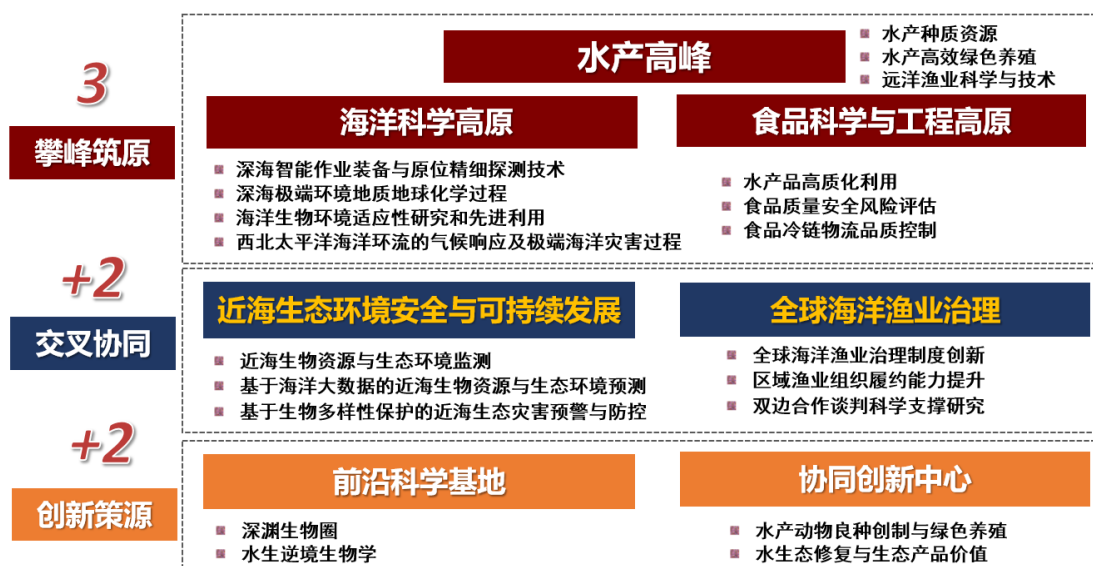 水产高峰
水产种质资源
水产高效绿色养殖
远洋渔业科学与技术
3
攀峰筑原
海洋科学高原
深海智能作业装备与原位精细探测技术
深海极端环境地质地球化学过程
海洋生物环境适应性研究和先进利用
西北太平洋海洋环流的气候响应及极端海洋灾害过程
食品科学与工程高原
水产品高质化利用
食品质量安全风险评估
食品冷链物流品质控制
+2
交叉协同
近海生态环境安全与可持续发展
近海生物资源与生态环境监测
基于海洋大数据的近海生物资源与生态环境预测
基于生物多样性保护的近海生态灾害预警与防控
全球海洋渔业治理
全球海洋渔业治理制度创新
区域渔业组织履约能力提升
双边合作谈判科学支撑研究
+2
创新策源
前沿科学基地
深渊生物圈
水生逆境生物学
协同创新中心
水产动物良种创制与绿色养殖
水生态修复与生态产品价值